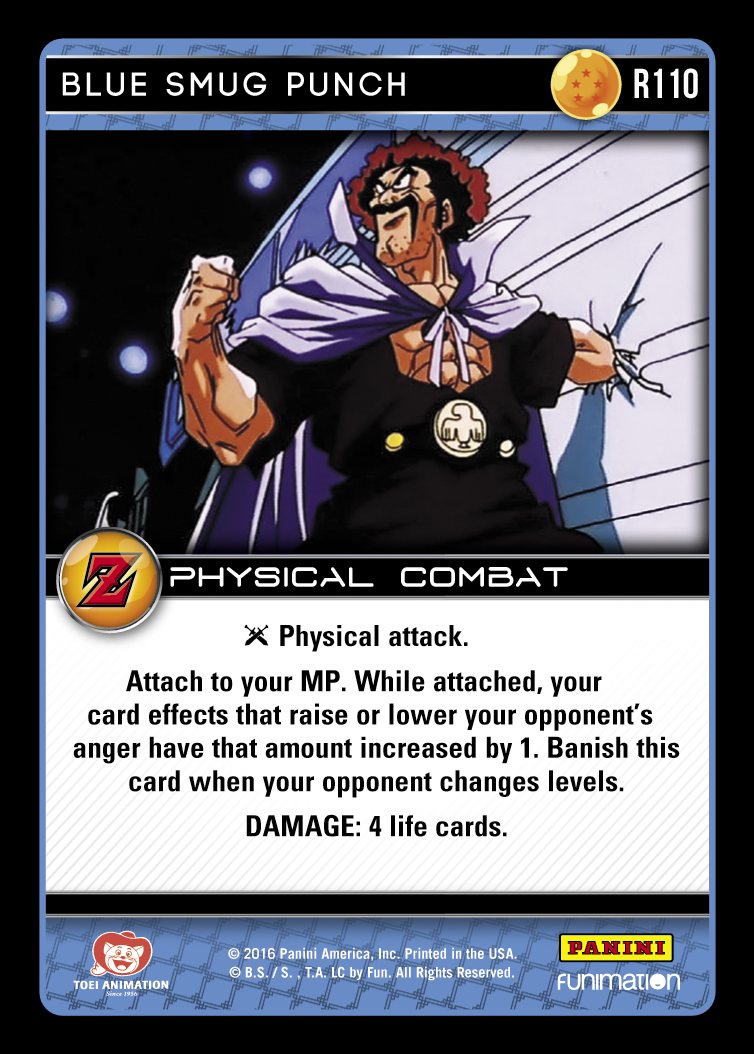 BLUE SMUG PUNCH
R110
Z PHYSICAL COMBAT
Physical attack.
Attach to your MP. While attached, your
card effects that raise or lower your opponent's
anger have that amount increased by 1. Banish this
card when your opponent changes levels.
DAMAGE: 4 life cards.
TOEI ANIMATION
Since 1956
© 2016 Panini America, Inc. Printed in the USA.
© B.S. / S. , T.A. LC by Fun. All Rights Reserved.
PANINI
FUNIMATION